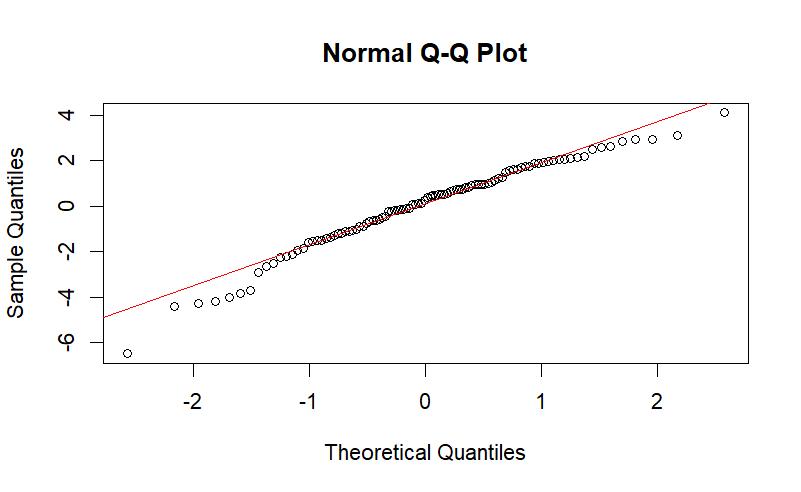 Normal Q-Q Plot
Sample Quantiles
4
2
0
-2
-4
-6
-2 -1 0 1 2
Theoretical Quantiles